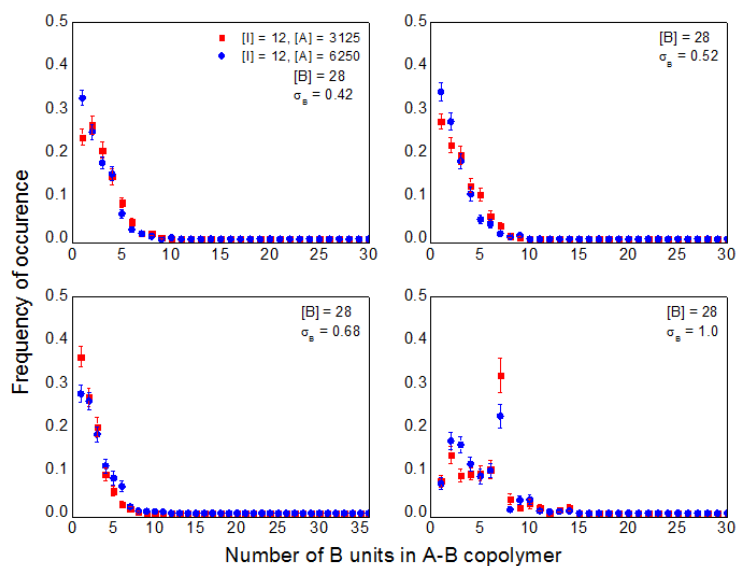 0.5
0.4
0.3
0.2
0.1
0.0
0 5 10 15 20 25 30
[I] = 12, [A] = 3125
[I] = 12, [A] = 6250
[B] = 28
σB = 0.42
0.5
0.4
0.3
0.2
0.1
0.0
0 5 10 15 20 25 30
[B] = 28
σB = 0.52
Frequency of occurence
0.5
0.4
0.3
0.2
0.1
0.0
0 5 10 15 20 25 30 35
[B] = 28
σB = 0.68
0.5
0.4
0.3
0.2
0.1
0.0
0 5 10 15 20 25 30
[B] = 28
σB = 1.0
Number of B units in A-B copolymer